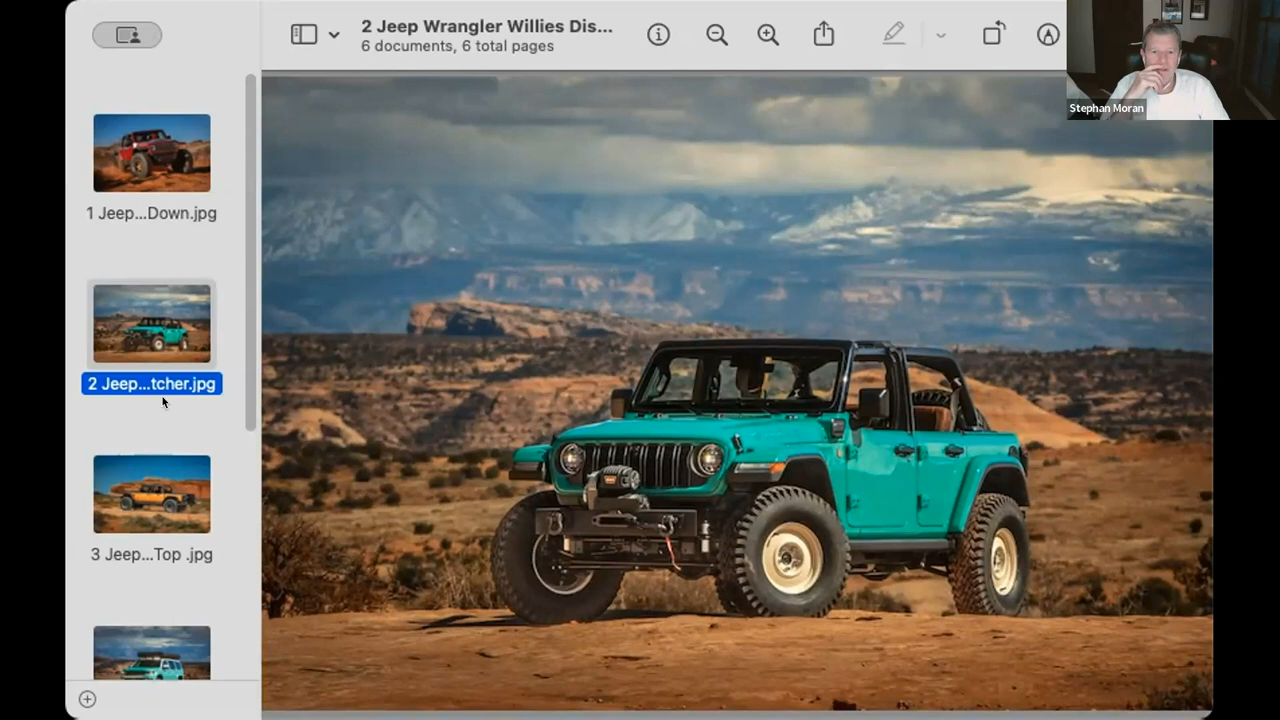 2 Jeep Wrangler Willies Dis...
6 documents, 6 total pages
Stephan Moran
1 Jeep...Down.jpg
2 Jeep...tcher.jpg
3 Jeep...Top .jpg